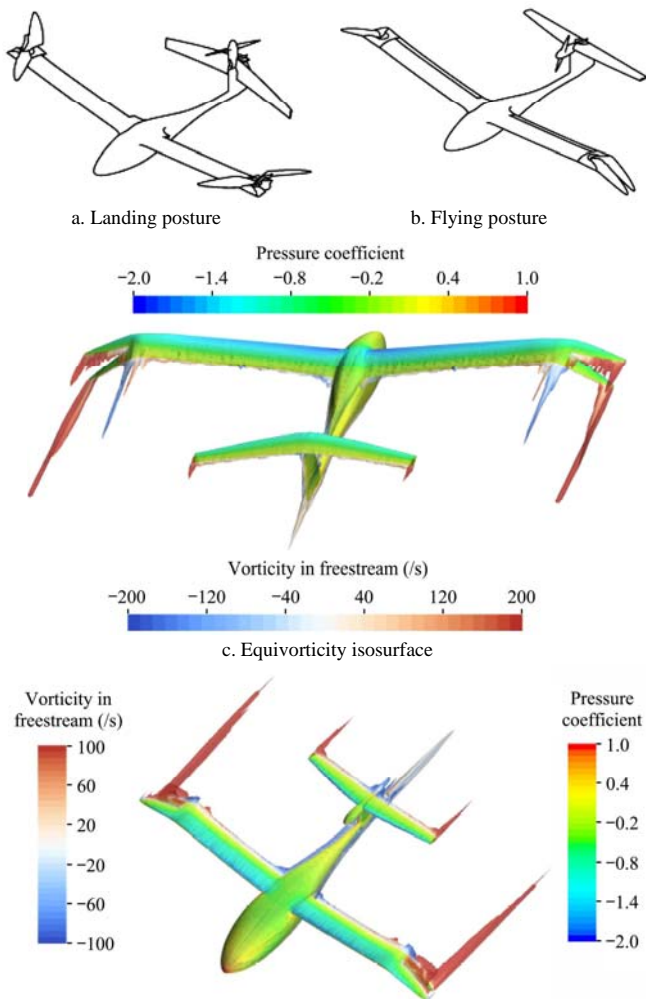 a. Landing posture
b. Flying posture
Pressure coefficient
−2.0 −1.4 −0.8 −0.2 0.4 1.0
Vorticity in freestream (/s)
−200 −120 −40 40 120 200
c. Equivorticity isosurface
Vorticity in
freestream (/s)
100
60
20
−20
−60
−100
Pressure
coefficient
1.0
0.4
−0.2
−0.8
−1.4
−2.0